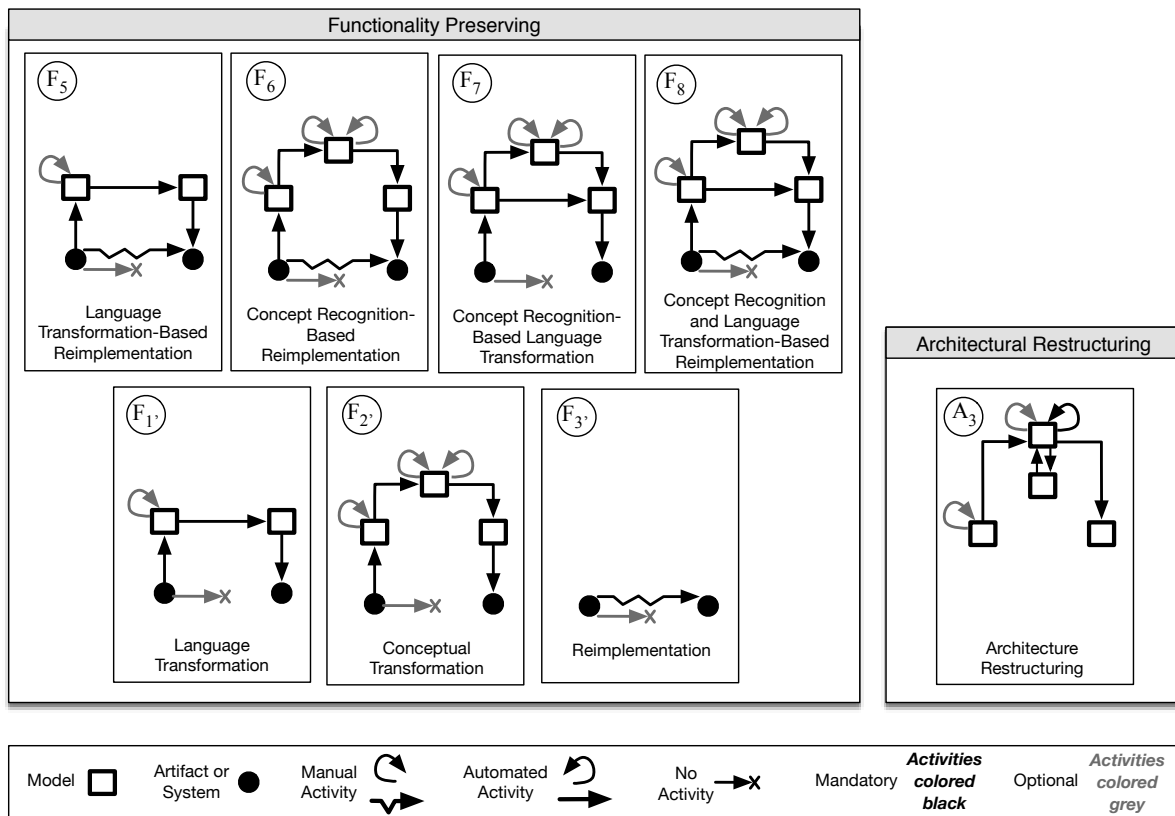 Functionality Preserving
F5
F6
F7
F8
Language
Transformation-Based
Reimplementation
Concept Recognition-
Based
Reimplementation
Concept Recognition-
Based Language
Transformation
Concept Recognition
and Language
Transformation-Based
Reimplementation
F1’
F2’
F3’
Language
Transformation
Conceptual
Transformation
Reimplementation
Architectural Restructuring
A3
Architecture
Restructuring
Model
Artifact or
System
Manual
Activity
Automated
Activity
No
Activity
Mandatory
Activities
colored
black
Optional
Activities
colored
grey